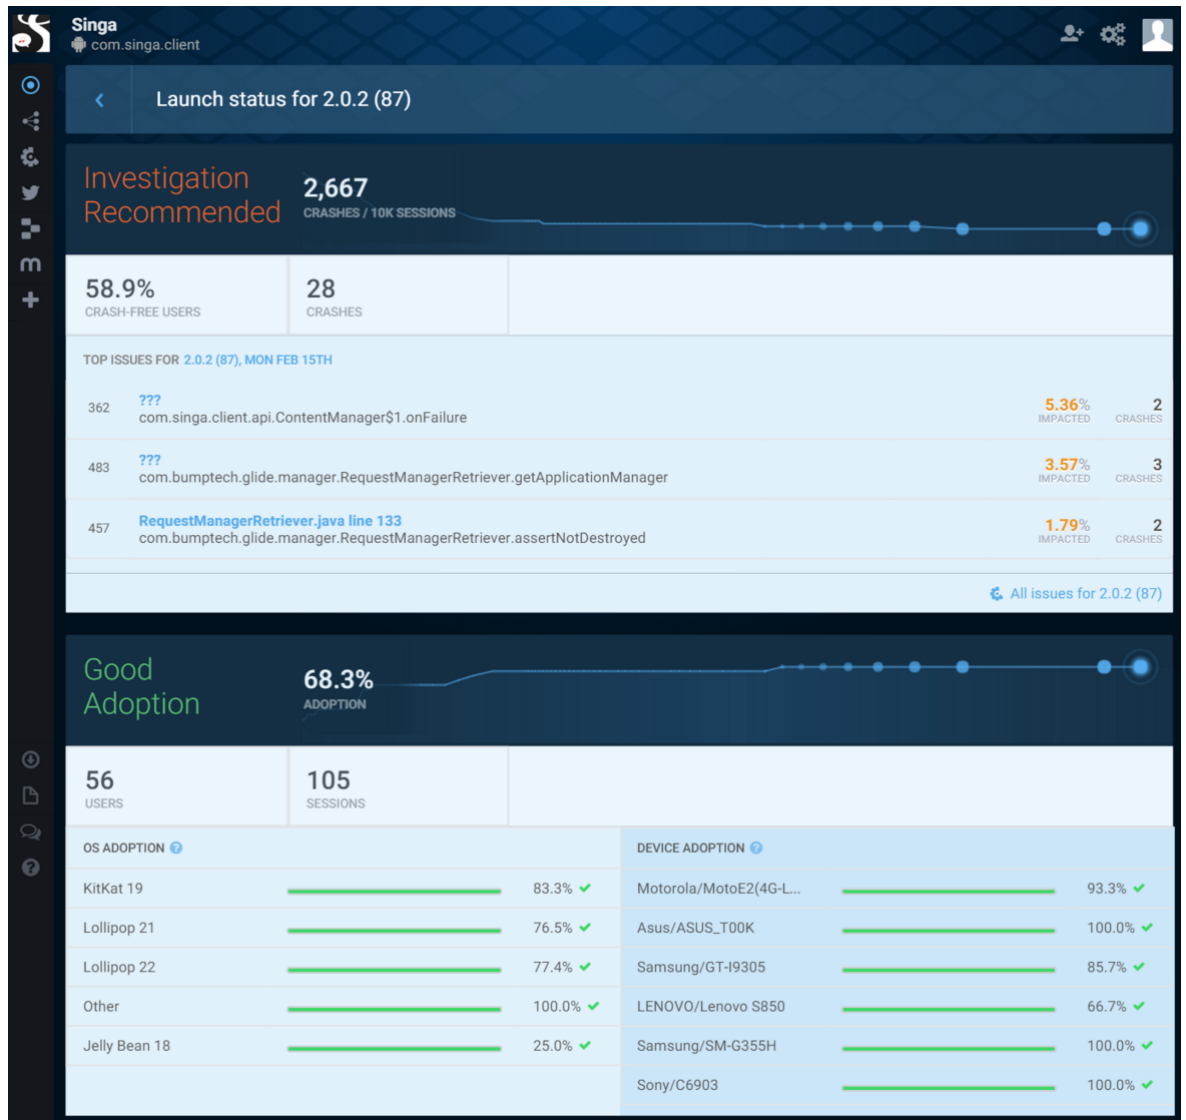 Singa
com.singa.client
Launch status for 2.0.2 (87)
Investigation
Recommended
2,667
CRASHES / 10K SESSIONS
58.9%
CRASH-FREE USERS
28
CRASHES
TOP ISSUES FOR 2.0.2 (87), MON FEB 15TH
362
???
com.singa.client.api.ContentManager$1.onFailure
5.36%
IMPACTED
2
CRASHES
483
???
com.bumptech.glide.manager.RequestManagerRetriever.getApplicationManager
3.57%
IMPACTED
3
CRASHES
457
RequestManagerRetriever.java line 133
com.bumptech.glide.manager.RequestManagerRetriever.assertNotDestroyed
1.79%
IMPACTED
2
CRASHES
All issues for 2.0.2 (87)
Good
Adoption
68.3%
ADOPTION
56
USERS
105
SESSIONS
OS ADOPTION ?
KitKat 19 83.3%
Lollipop 21 76.5%
Lollipop 22 77.4%
Other 100.0%
Jelly Bean 18 25.0%
DEVICE ADOPTION ?
Motorola/MotoE2(4G-L... 93.3%
Asus/ASUS_T00K 100.0%
Samsung/GT-I9305 85.7%
LENOVO/Lenovo S850 66.7%
Samsung/SM-G355H 100.0%
Sony/C6903 100.0%